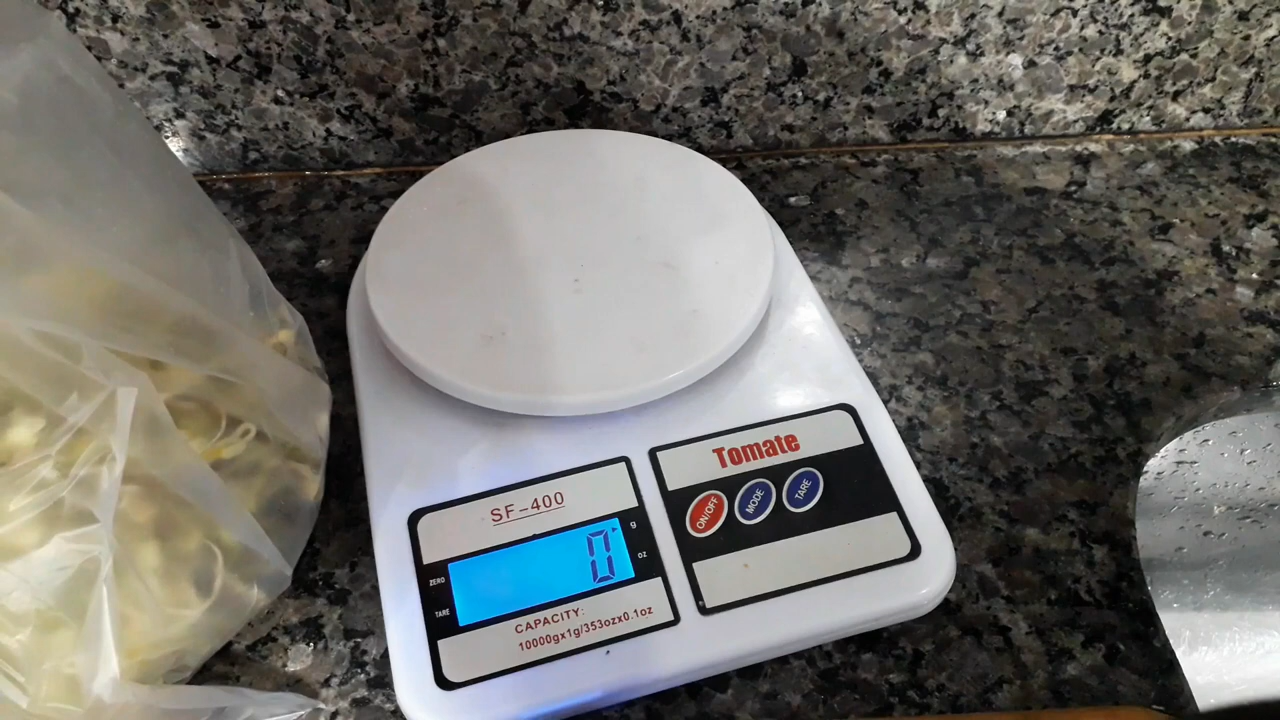 SF-400
ZERO
TARE
0
g
oz
CAPACITY:
10000gx1g/353ozx0.1oz
Tomate
ON/OFF
MODE
TARE